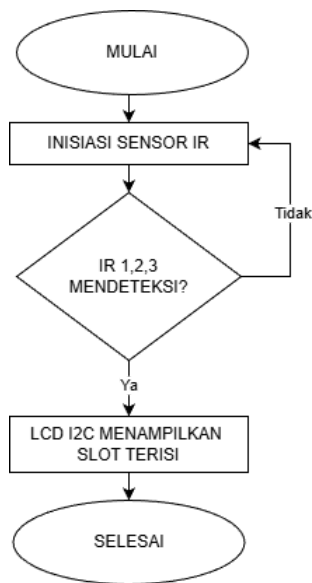 MULAI
INISIASI SENSOR IR
Tidak
IR 1,2,3
MENDETEKSI?
Ya
LCD I2C MENAMPILKAN
SLOT TERISI
SELESAI